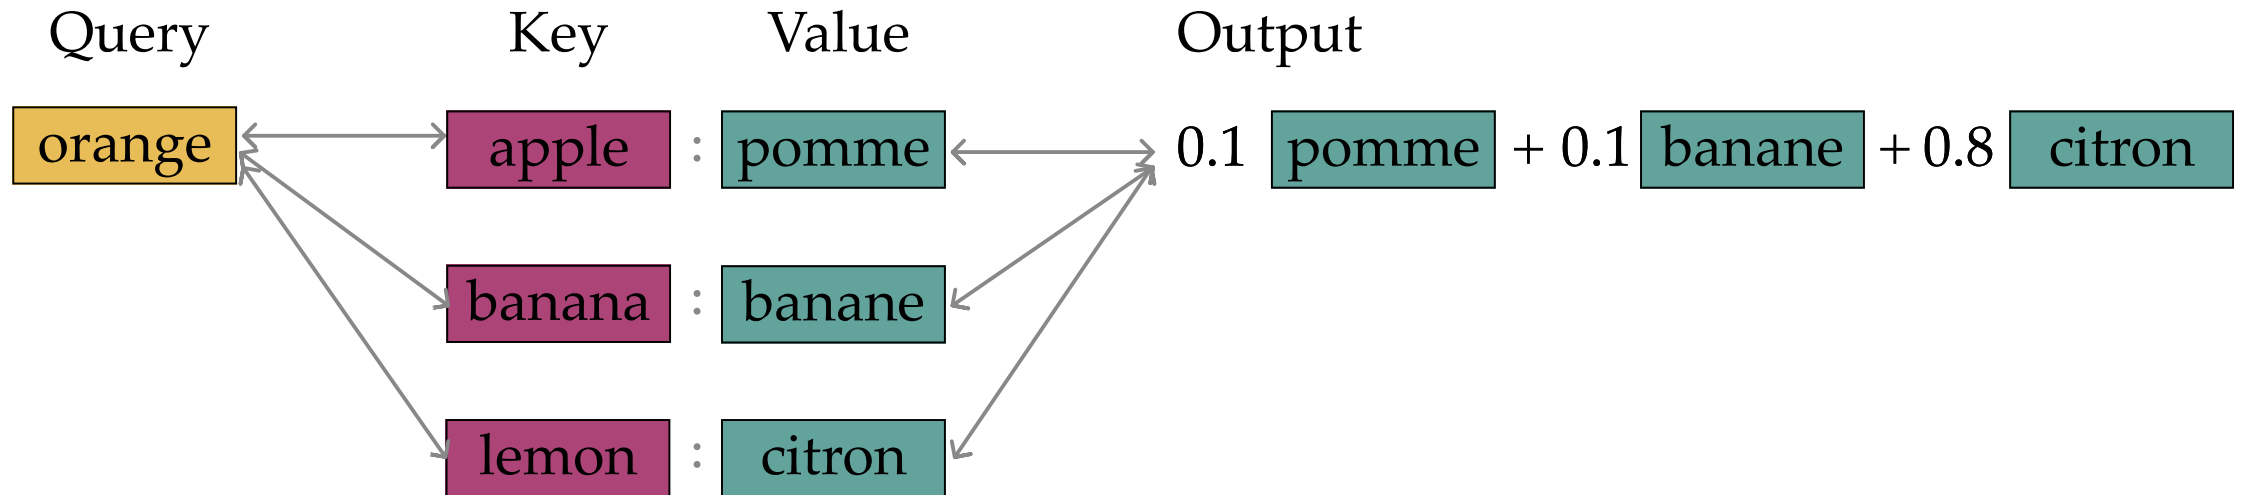 Query Key Value Output
orange apple : pomme 0.1 pomme + 0.1 banane + 0.8 citron
banana : banane
lemon : citron